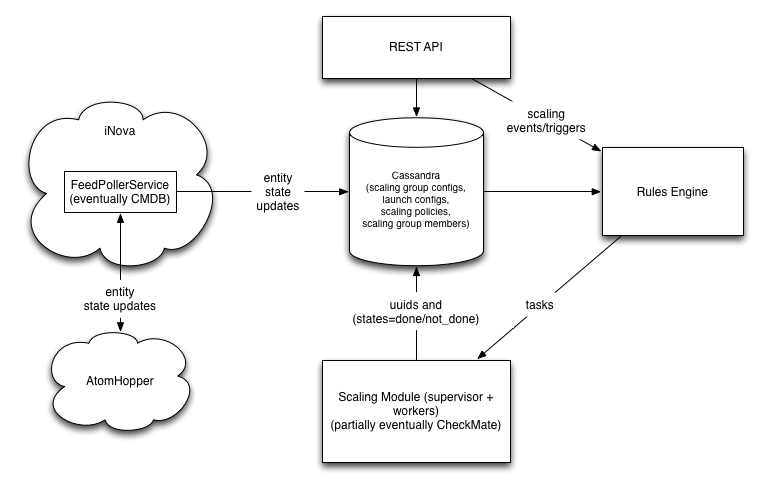 REST API
scaling
events/triggers
iNova
FeedPollerService
(eventually CMDB)
entity
state
updates
Cassandra
(scaling group configs,
launch configs,
scaling policies,
scaling group members)
Rules Engine
entity
state updates
uuids and
(states=done/not_done)
tasks
AtomHopper
Scaling Module (supervisor +
workers)
(partially eventually CheckMate)